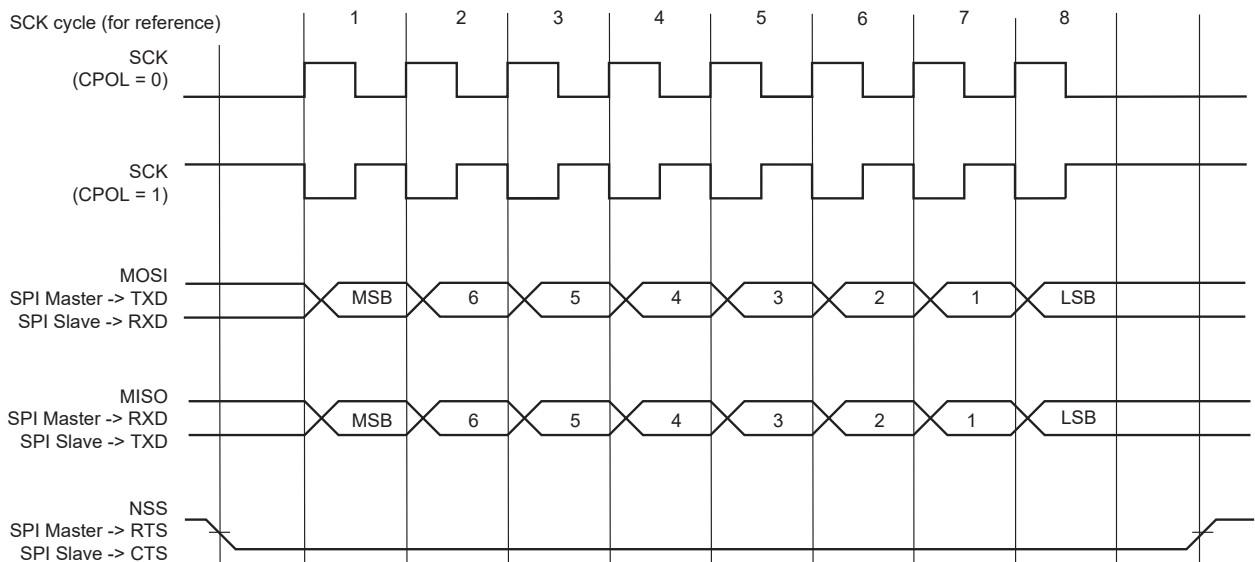 SCK cycle (for reference)
1 2 3 4 5 6 7 8
SCK
(CPOL = 0)
SCK
(CPOL = 1)
MOSI
SPI Master -> TXD
SPI Slave -> RXD
MSB 6 5 4 3 2 1 LSB
MISO
SPI Master -> RXD
SPI Slave -> TXD
MSB 6 5 4 3 2 1 LSB
NSS
SPI Master -> RTS
SPI Slave -> CTS